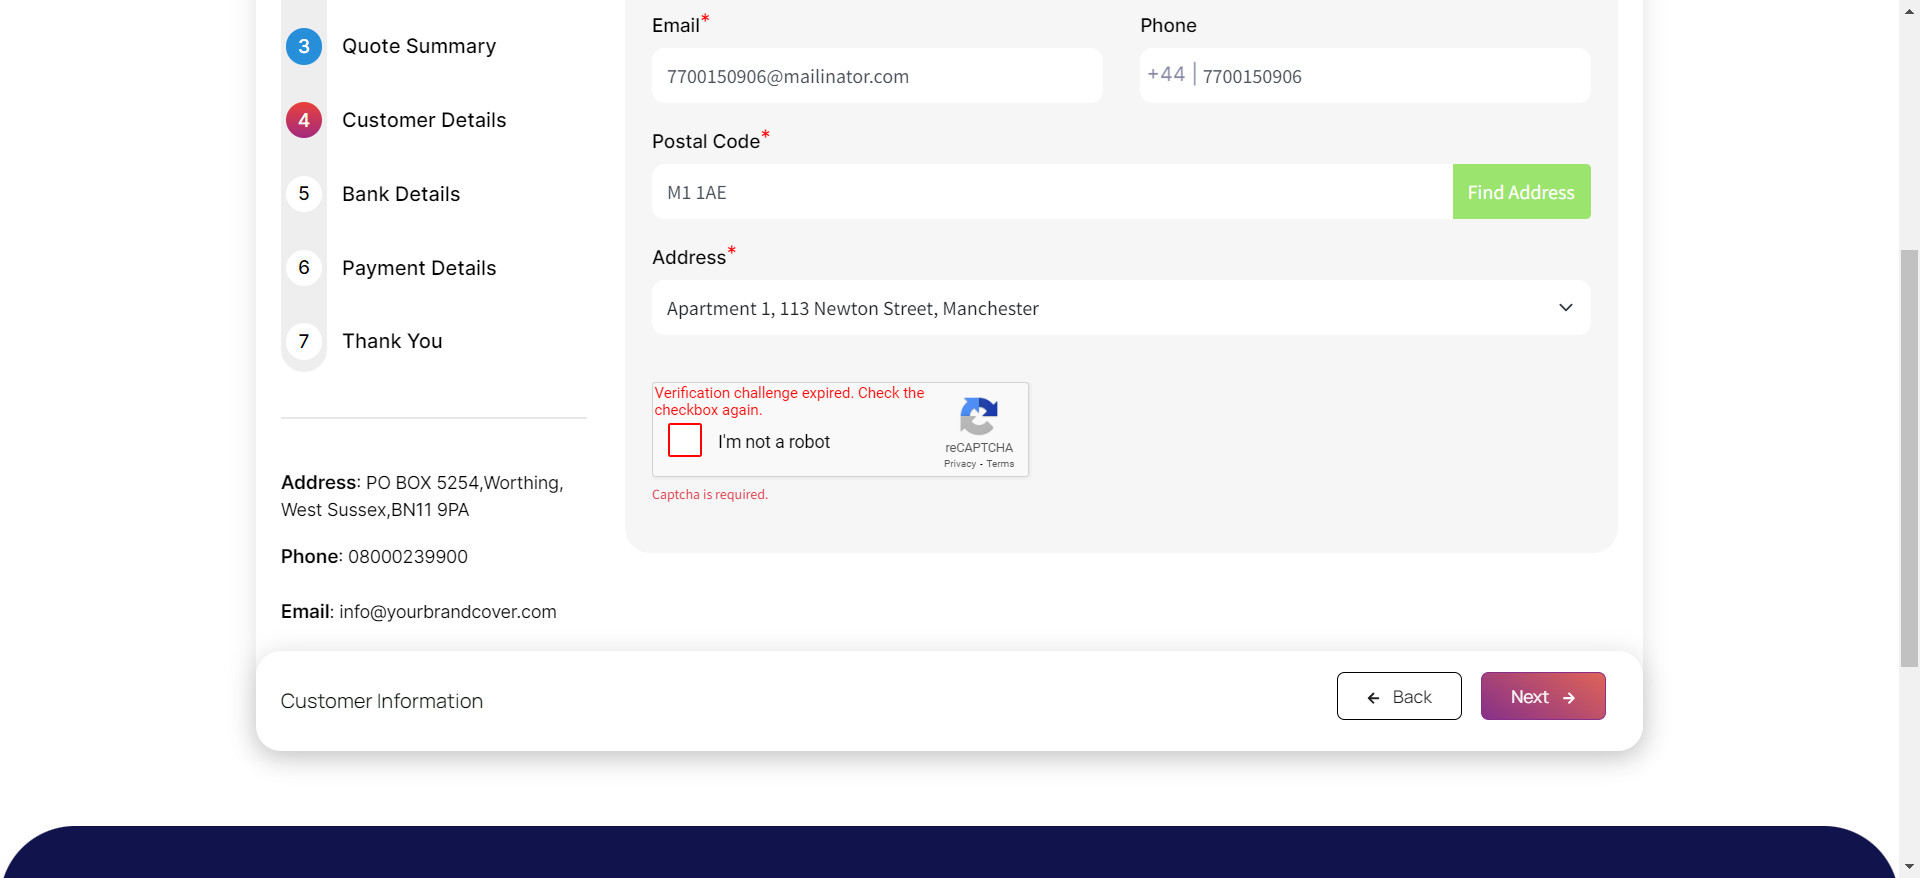 3 Quote Summary
4 Customer Details
5 Bank Details
6 Payment Details
7 Thank You
Address: PO BOX 5254,Worthing,
West Sussex,BN11 9PA
Phone: 08000239900
Email: info@yourbrandcover.com
Email*
7700150906@mailinator.com
Phone
+44 | 7700150906
Postal Code*
M1 1AE
Find Address
Address*
Apartment 1, 113 Newton Street, Manchester
Verification challenge expired. Check the
checkbox again.
I'm not a robot
reCAPTCHA
Privacy - Terms
Captcha is required.
Customer Information
Back
Next